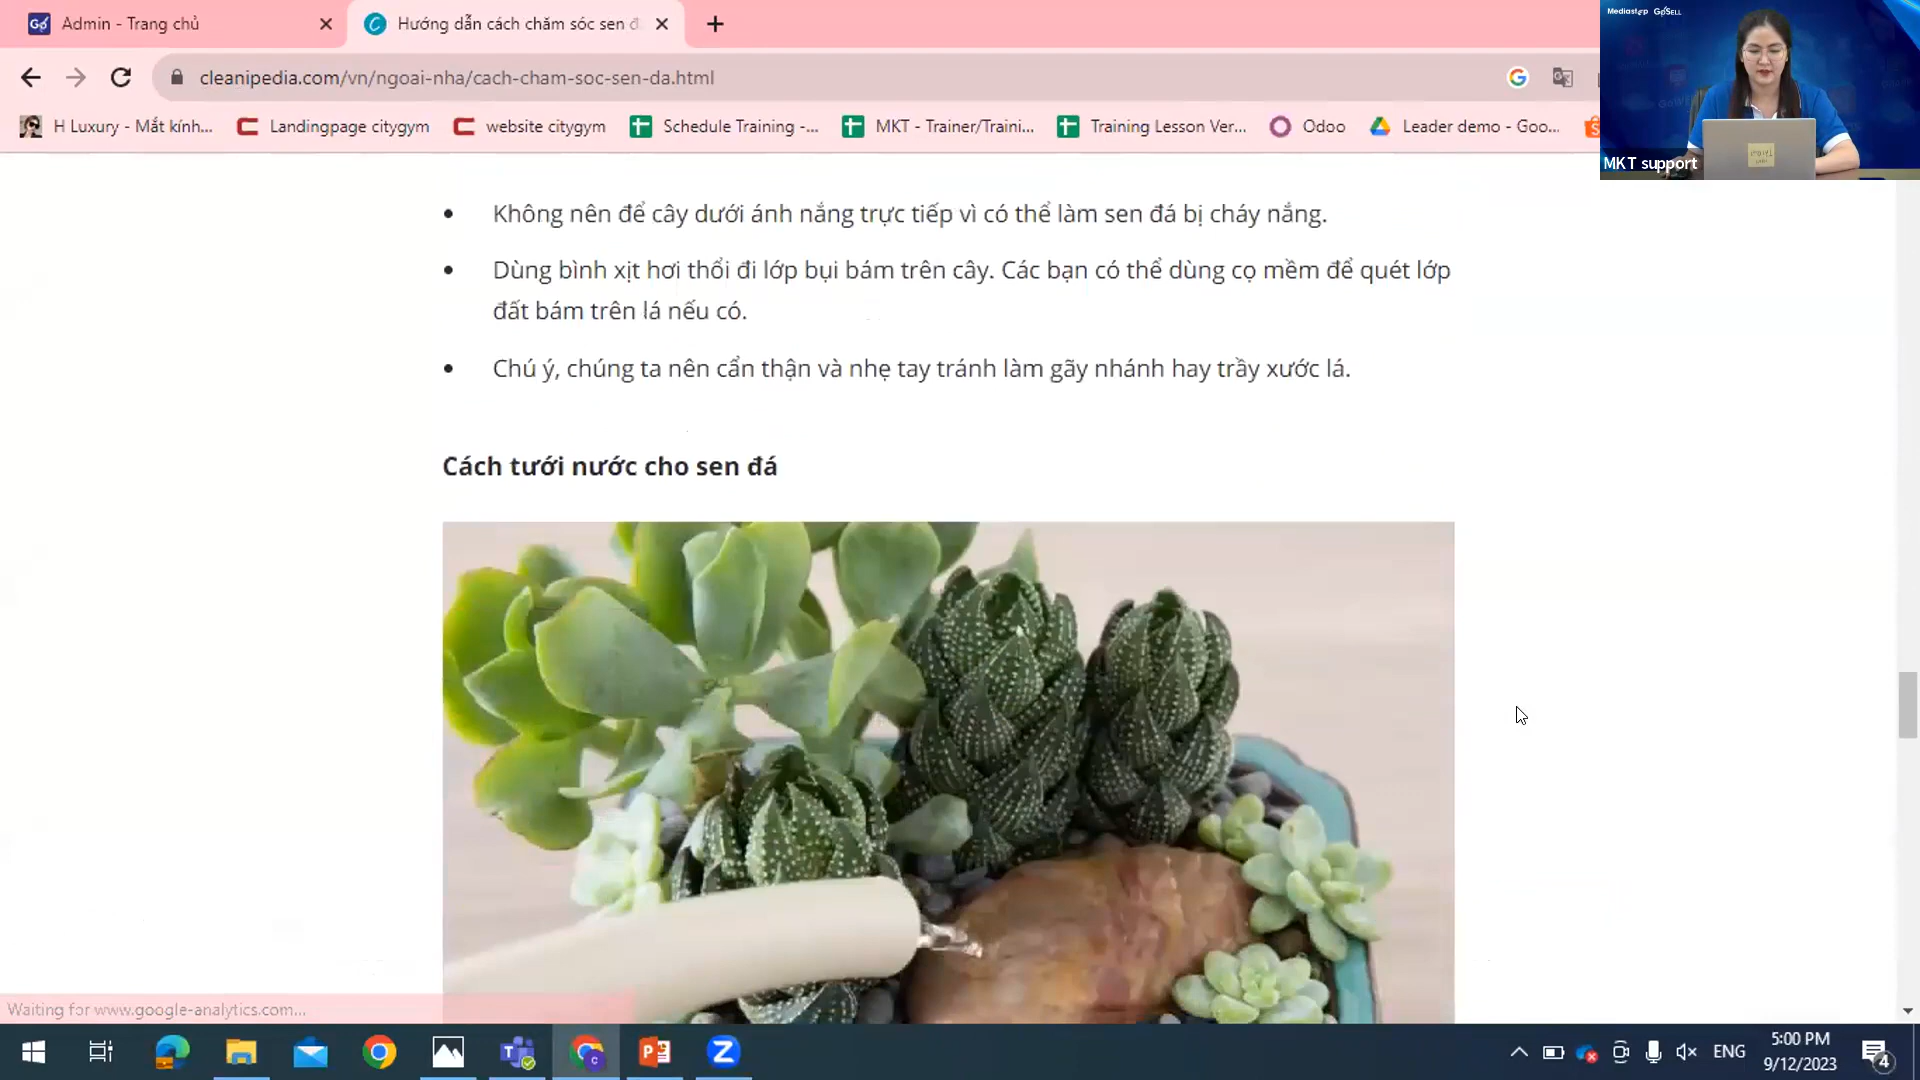 Admin - Trang chủ
Hướng dẫn cách chăm sóc sen đ
Mediastep GoSELL
cleanipedia.com/vn/ngoai-nha/cach-cham-soc-sen-da.html
H Luxury - Mắt kính...
Landingpage citygym
website citygym
Schedule Training -...
MKT - Trainer/Traini...
Training Lesson Ver...
Odoo
Leader demo - Goo...
MKT support
Không nên để cây dưới ánh nắng trực tiếp vì có thể làm sen đá bị cháy nắng.
Dùng bình xịt hơi thổi đi lớp bụi bám trên cây. Các bạn có thể dùng cọ mềm để quét lớp
đất bám trên lá nếu có.
Chú ý, chúng ta nên cẩn thận và nhẹ tay tránh làm gãy nhánh hay trầy xước lá.
Cách tưới nước cho sen đá
Waiting for www.google-analytics.com...
ENG
5:00 PM
9/12/2023
4